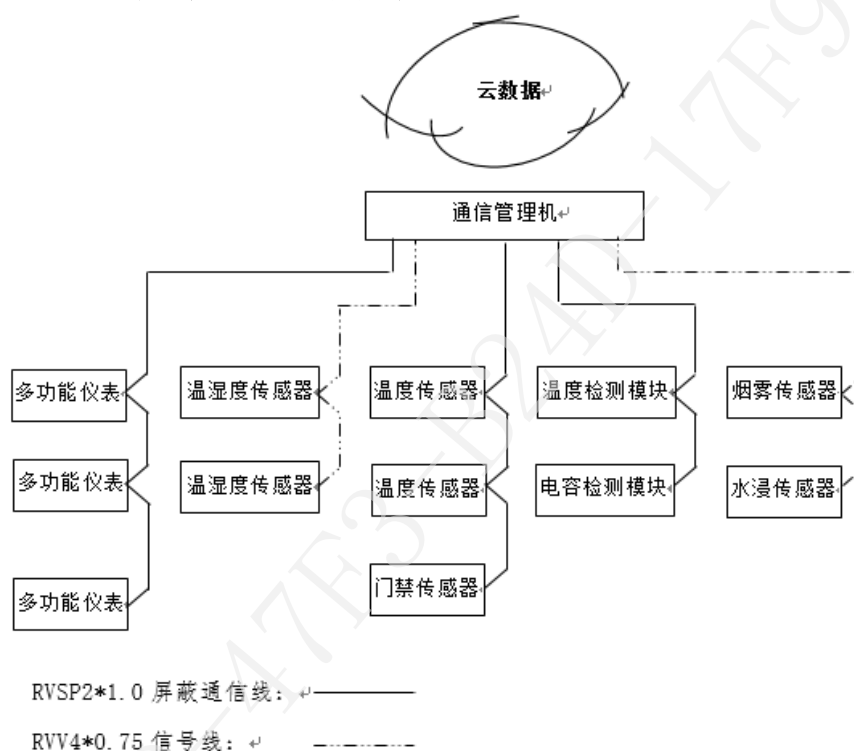 云数据
通信管理机
多功能仪表 温湿度传感器 温度传感器 温度检测模块 烟雾传感器
多功能仪表 温湿度传感器 温度传感器 电容检测模块 水浸传感器
多功能仪表 门禁传感器
RVSP2*1.0 屏蔽通信线：
RVV4*0.75 信号线：
-47F3-B24D-17F9